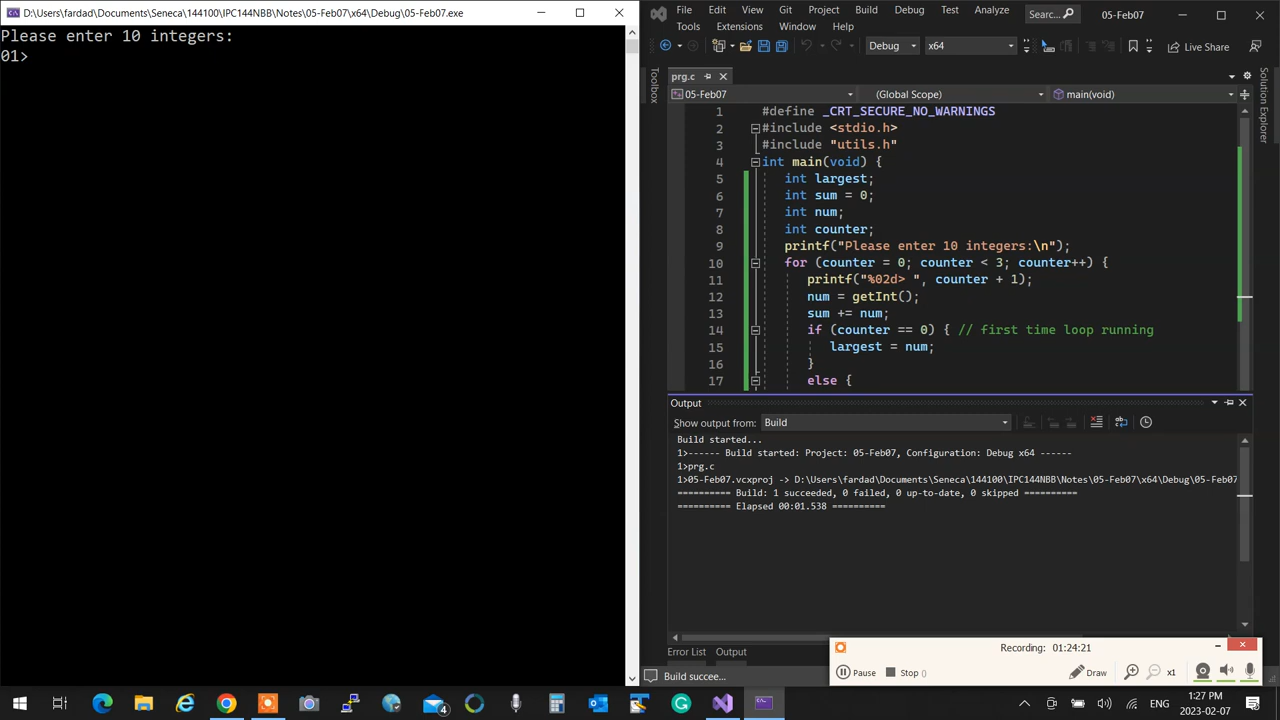 D:\Users\fardad\Documents\Seneca\144100\IPC144NBB\Notes\05-Feb07\x64\Debug\05-Feb07.exe
Please enter 10 integers:
01>
File Edit View Git Project Build Debug Test Analyze
Tools Extensions Window Help
Searc...
05-Feb07
Debug x64 Live Share
Toolbox
Solution Explorer
prg.c
05-Feb07 (Global Scope) main(void)
1 #define _CRT_SECURE_NO_WARNINGS
2 #include <stdio.h>
3 #include "utils.h"
4 int main(void) {
5 int largest;
6 int sum = 0;
7 int num;
8 int counter;
9 printf("Please enter 10 integers:\n");
10 for (counter = 0; counter < 3; counter++) {
11 printf("%02d> ", counter + 1);
12 num = getInt();
13 sum += num;
14 if (counter == 0) { // first time loop running
15 largest = num;
16 }
17 else {
Output
Show output from: Build
Build started...
1>------ Build started: Project: 05-Feb07, Configuration: Debug x64 ------
1>prg.c
1>05-Feb07.vcxproj -> D:\Users\fardad\Documents\Seneca\144100\IPC144NBB\Notes\05-Feb07\x64\Debug\05-Feb07
========== Build: 1 succeeded, 0 failed, 0 up-to-date, 0 skipped ==========
========== Elapsed 00:01.538 ==========
Error List Output
Build succee...
Recording: 01:24:21
Pause Stop () Draw x1
4
ENG
1:27 PM
2023-02-07